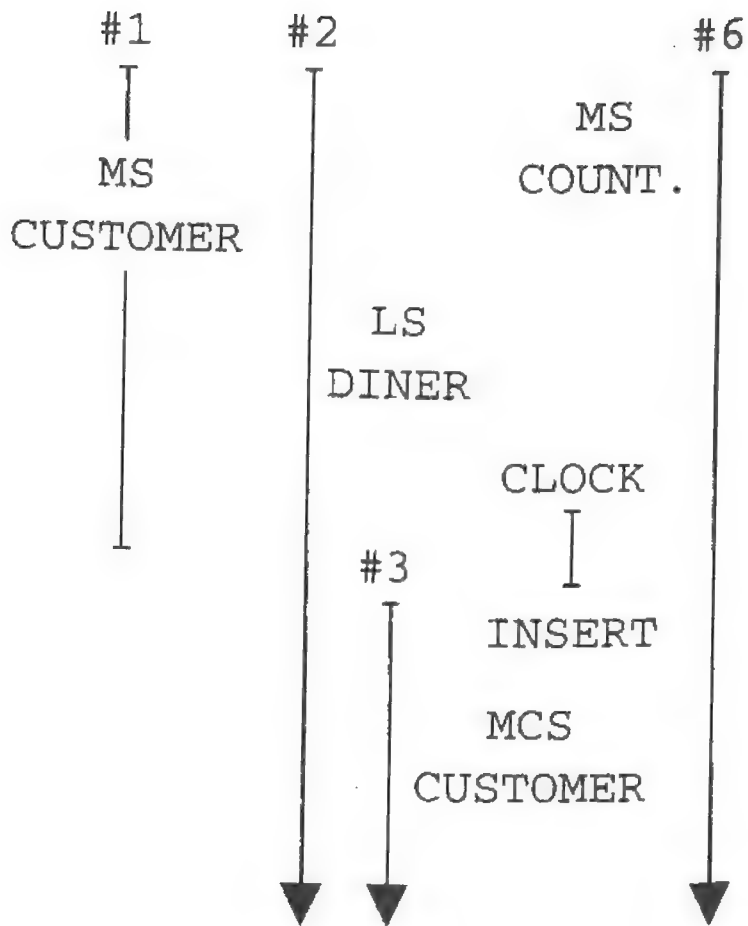 #1 #2 #6
MS
COUNT.
MS
CUSTOMER
LS
DINER
CLOCK
#3
INSERT
MCS
CUSTOMER